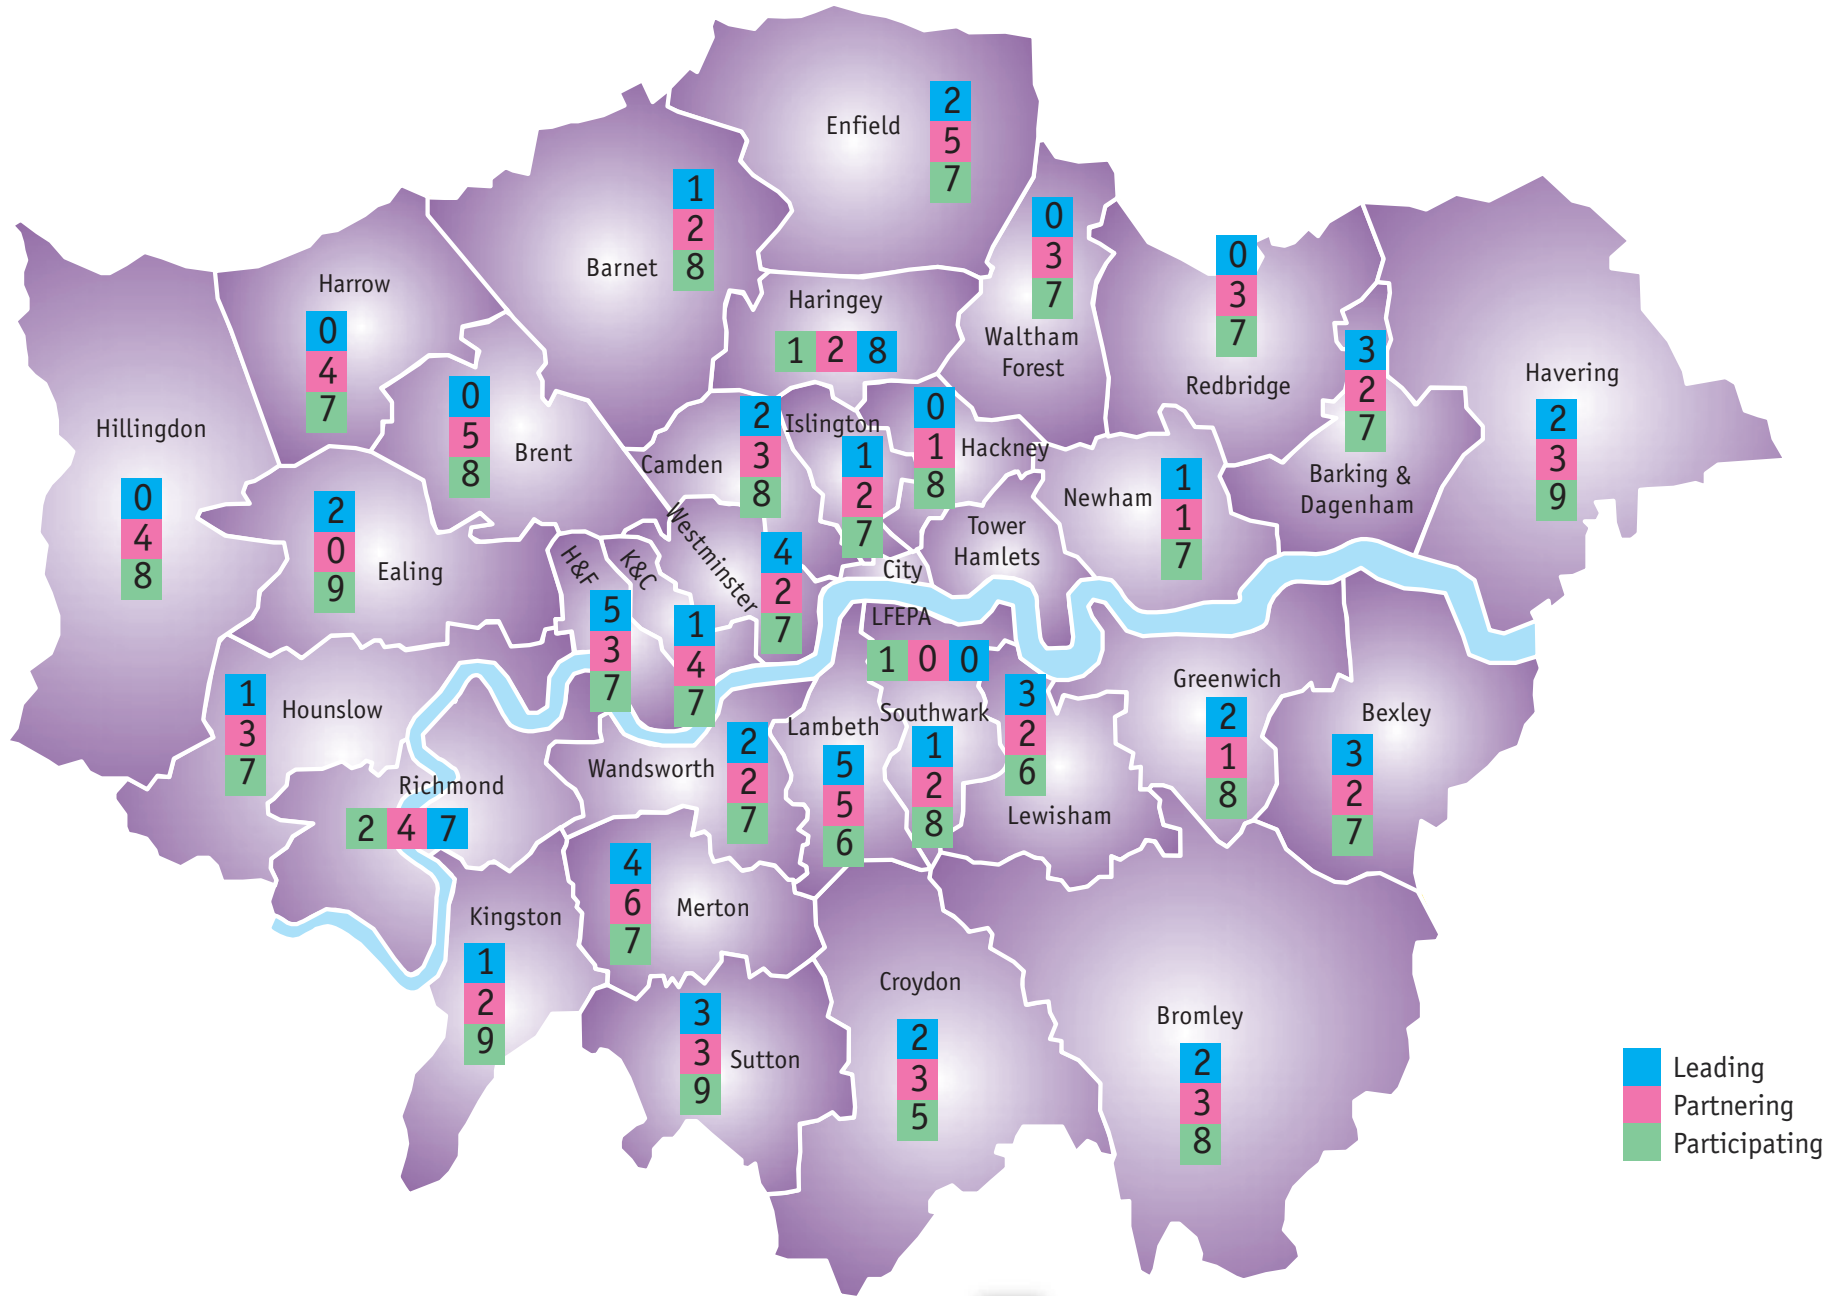 Enfield
2
5
7
Barnet
1
2
8
Harrow
0
4
7
Haringey
1 2 8
0
3
7
Waltham
Forest
0
3
7
Redbridge
3
2
7
Barking &
Dagenham
Havering
2
3
9
Hillingdon
0
4
8
0
5
8
Brent
2
0
9
Ealing
Camden
2
3
8
Islington
1
2
7
0
1
8
Hackney
Newham
1
1
7
Tower
Hamlets
City
Westminster
4
2
7
H&F
5
3
7
K&C
1
4
7
LFEPA
1 0 0
1
3
7
Hounslow
Richmond
2 4 7
Wandsworth
2
2
7
Lambeth
5
5
6
Southwark
1
2
8
3
2
6
Lewisham
Greenwich
2
1
8
Bexley
3
2
7
Kingston
1
2
9
4
6
7
Merton
3
3
9
Sutton
Croydon
2
3
5
Bromley
2
3
8
Leading
Partnering
Participating